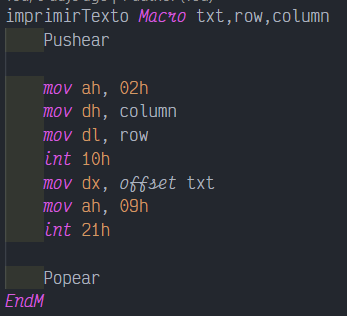 imprimirTexto Macro txt,row,column
Pushear
mov ah, 02h
mov dh, column
mov dl, row
int 10h
mov dx, offset txt
mov ah, 09h
int 21h
Popear
EndM